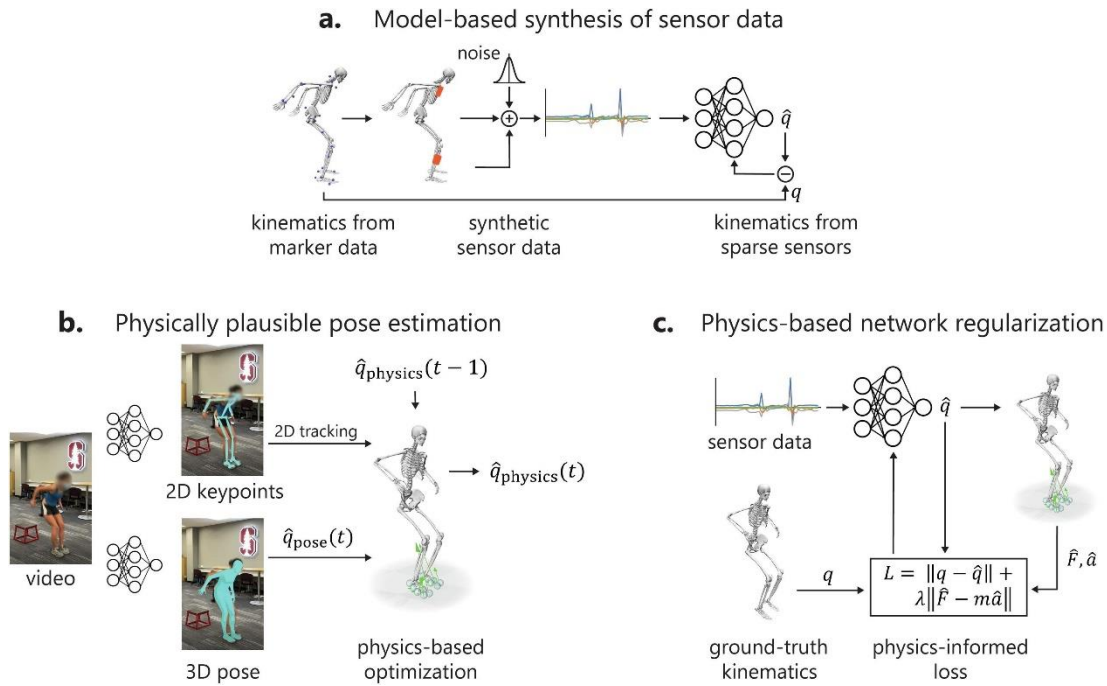 a. Model-based synthesis of sensor data
noise
+
q̂
−
q
kinematics from
marker data
synthetic
sensor data
kinematics from
sparse sensors
b. Physically plausible pose estimation
video
S
2D keypoints
S
3D pose
2D tracking
q̂pose(t)
q̂physics(t − 1)
q̂physics(t)
physics-based
optimization
c. Physics-based network regularization
sensor data
q̂
F̂, â
q
L = ‖q − q̂‖ +
λ‖F̂ − mâ‖
ground-truth
kinematics
physics-informed
loss